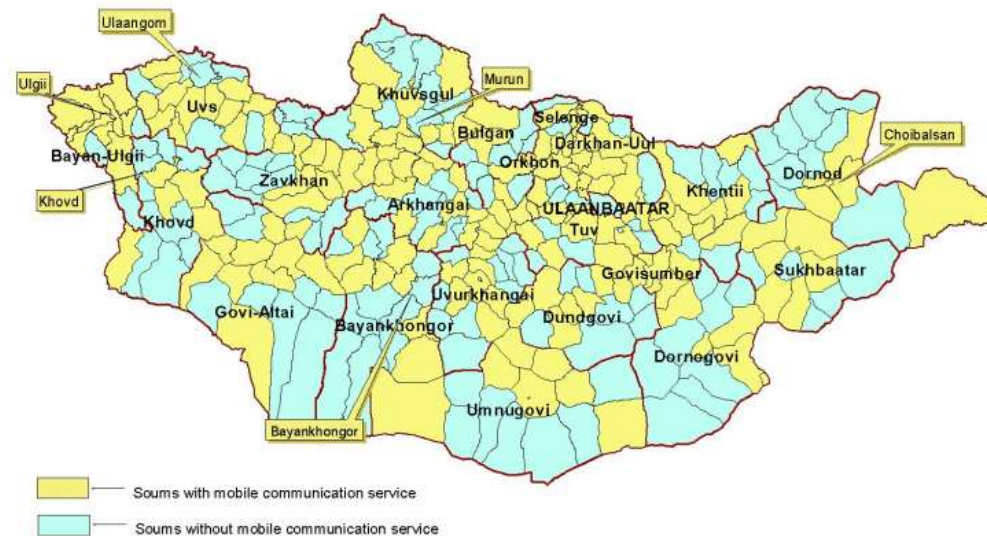 Ulaangom
Ulgii
Murun
Uvs
Khuvsgul
Selenge
Bulgan
Darkhan-Uul
Choibalsan
Bayan-Ulgii
Orkhon
Dornod
Zavkhan
Khentii
Khovd
Arkhangai
ULAANBAATAR
Khovd
Tuv
Govisumber
Sukhbaatar
Uvurkhangai
Govi-Altai
Bayankhongor
Dundgovi
Dornogovi
Umnugovi
Bayankhongor
Soums with mobile communication service
Soums without mobile communication service